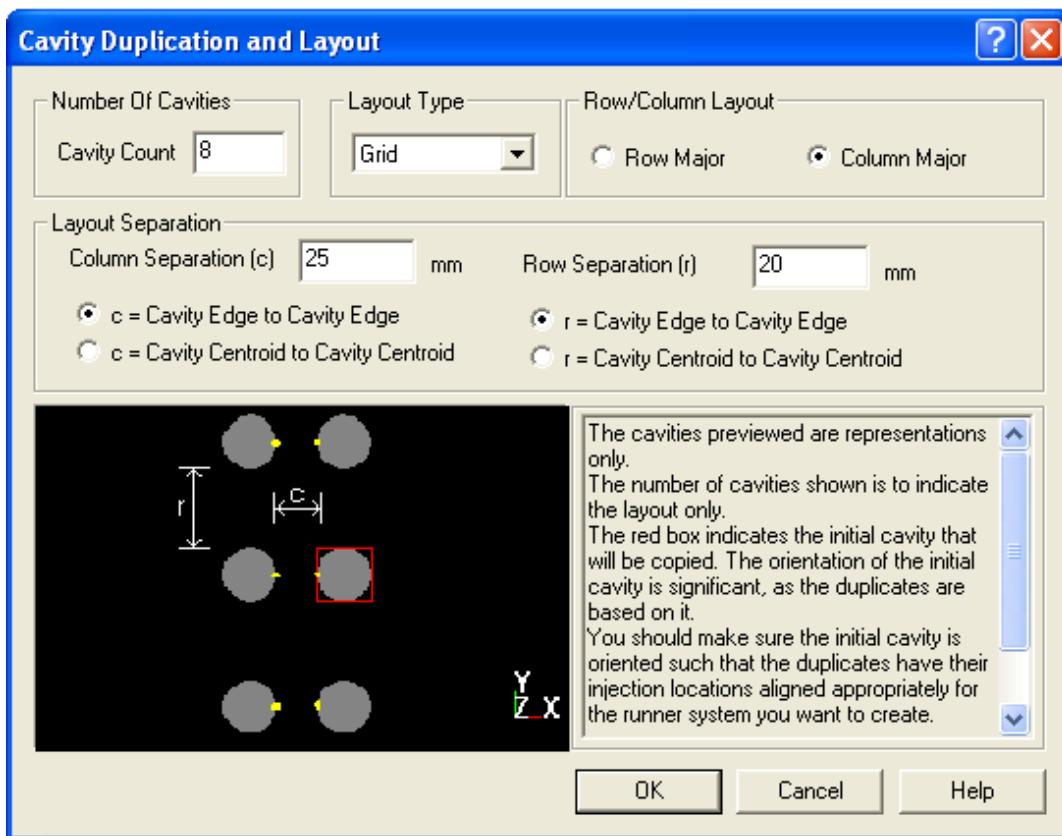 Cavity Duplication and Layout
Number Of Cavities
Cavity Count 8
Layout Type
Grid
Row/Column Layout
Row Major
Column Major
Layout Separation
Column Separation (c) 25 mm
Row Separation (r) 20 mm
c = Cavity Edge to Cavity Edge
c = Cavity Centroid to Cavity Centroid
r = Cavity Edge to Cavity Edge
r = Cavity Centroid to Cavity Centroid
r
c
Y
Z X
The cavities previewed are representations
only.
The number of cavities shown is to indicate
the layout only.
The red box indicates the initial cavity that
will be copied. The orientation of the initial
cavity is significant, as the duplicates are
based on it.
You should make sure the initial cavity is
oriented such that the duplicates have their
injection locations aligned appropriately for
the runner system you want to create.
OK
Cancel
Help